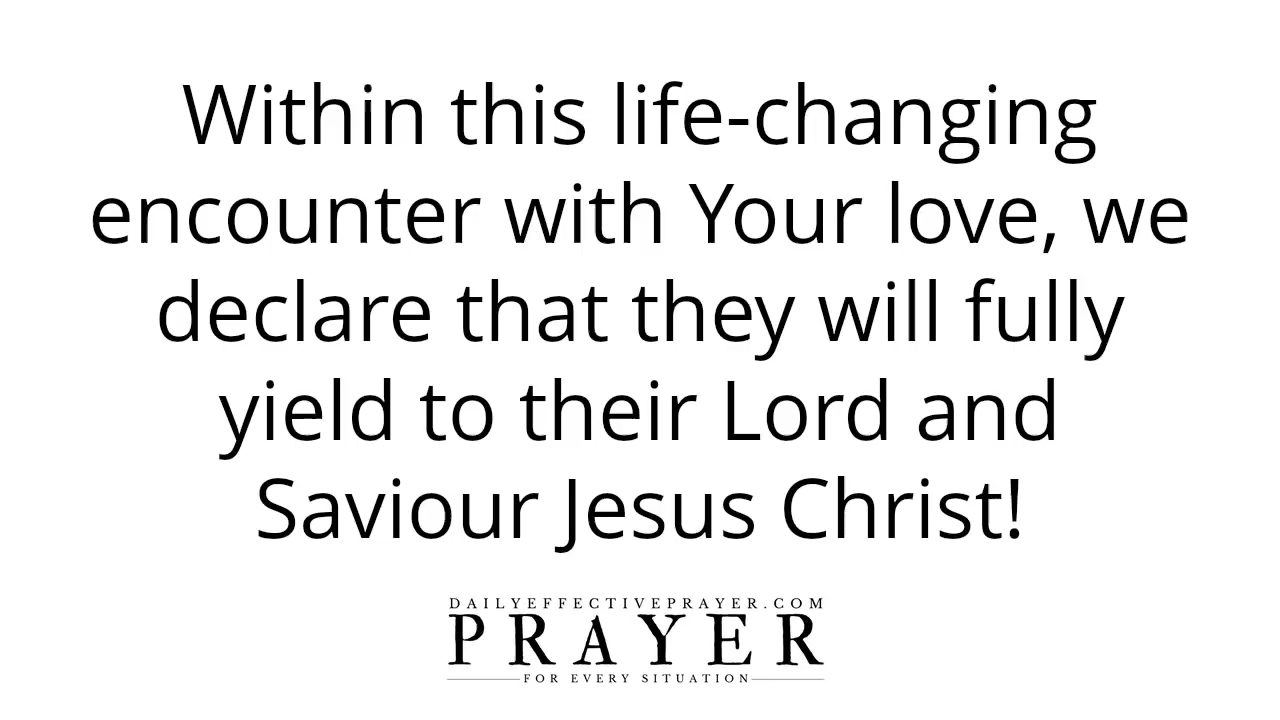 Within this life-changing
encounter with Your love, we
declare that they will fully
yield to their Lord and
Saviour Jesus Christ!
DAILYEFFECTIVEPRAYER.COM
PRAYER
FOR EVERY SITUATION